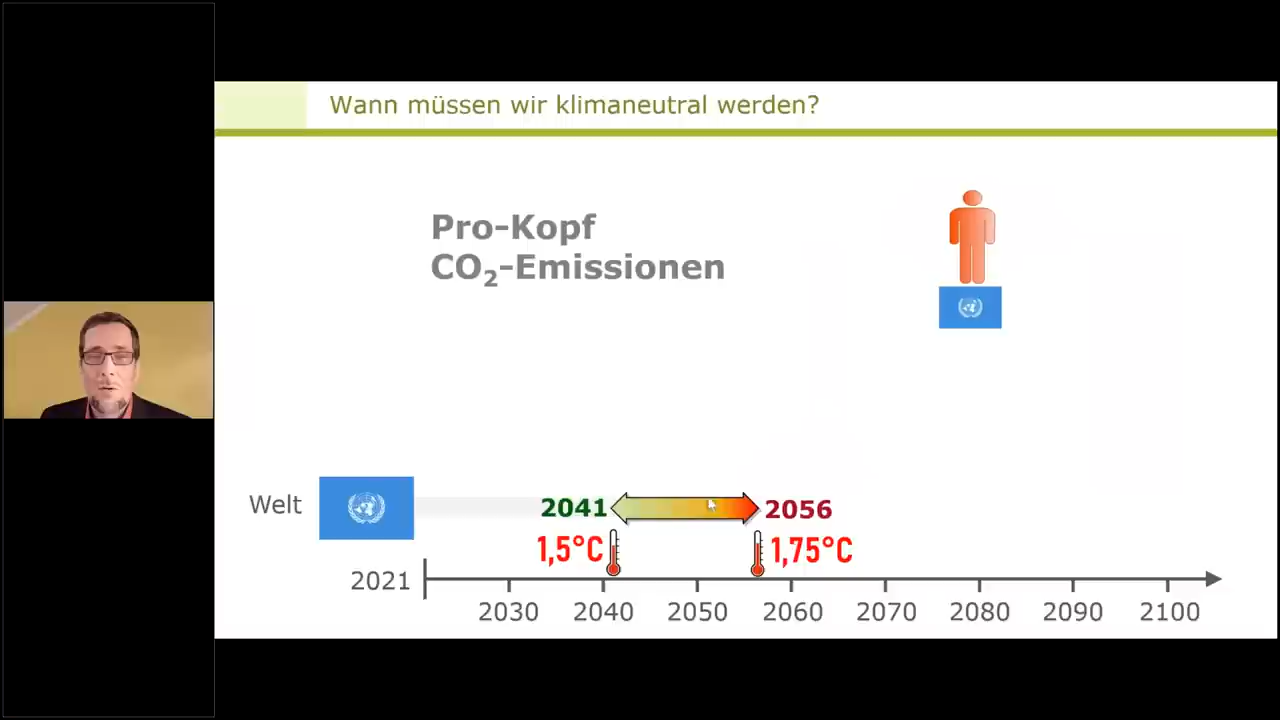 Wann müssen wir klimaneutral werden?
Pro-Kopf
CO₂-Emissionen
Welt
2041
2056
1,5°C
1,75°C
2021
2030 2040 2050 2060 2070 2080 2090 2100